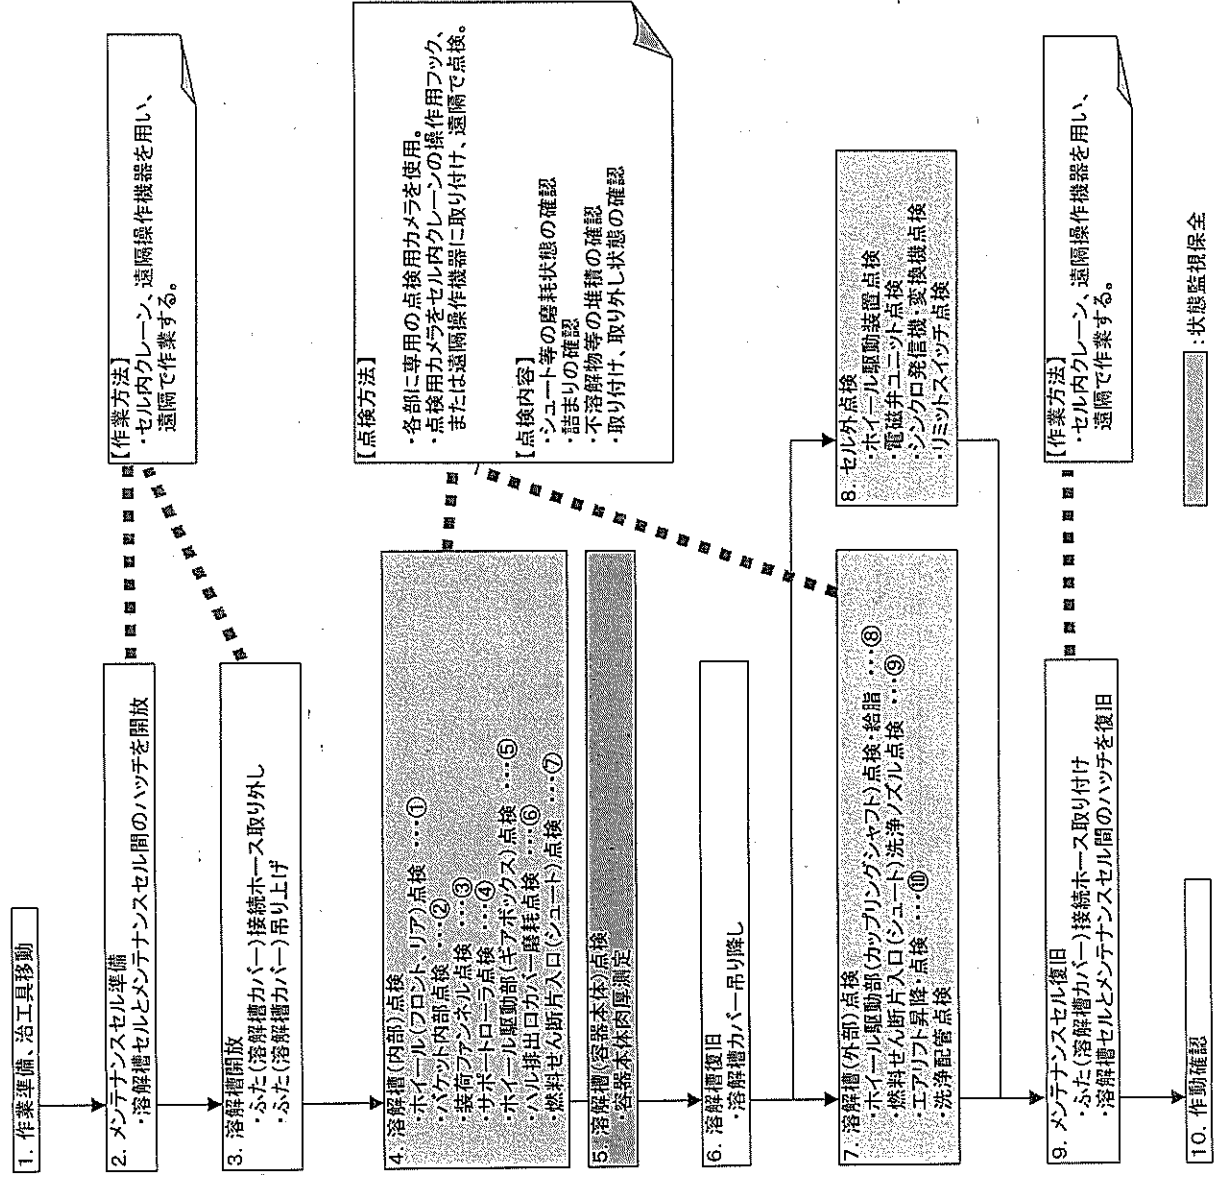 1. 作業準備、治工具移動
2. メンテナンスセル準備
・溶解槽セルとメンテナンスセル間のハッチを開放
【作業方法】
・セル内クレーン、遠隔操作機器を用い、
遠隔で作業する。
3. 溶解槽開放
・ふた(溶解槽カバー)接続ホース取り外し
・ふた(溶解槽カバー)吊り上げ
4. 溶解槽(内部)点検
・ホイール(フロント、リア)点検 …①
・バケット内部点検 …②
・装荷ファンネル点検 …③
・サポートローラ点検 …④
・ホイール駆動部(ギアボックス)点検 …⑤
・ハル排出口カバー磨耗点検 …⑥
・燃料せん断片入口(シュート)点検 …⑦
【点検方法】
・各部に専用の点検用カメラを使用。
・点検用カメラをセル内クレーンの操作用フック、
または遠隔操作機器に取り付け、遠隔で点検。
【点検内容】
・シュート等の磨耗状態の確認
・詰まりの確認
・不溶解物等の堆積の確認
・取り付け、取り外し状態の確認
5. 溶解槽(容器本体)点検
・容器本体肉厚測定
6. 溶解槽復旧
・溶解槽カバー吊り降し
7. 溶解槽(外部)点検
・ホイール駆動部(カップリングシャフト)点検・給脂 …⑧
燃料せん断片入口(シュート)洗浄ノズル点検 …⑨
・エアリフト昇降・点検 …⑩
・洗浄配管点検
8. セル外点検
・ホイール駆動装置点検
・電磁弁ユニット点検
・シンクロ発信機・変換機点検
・リミットスイッチ点検
9. メンテナンスセル復旧
・ふた(溶解槽カバー)接続ホース取り付け
・溶解槽セルとメンテナンスセル間のハッチを復旧
【作業方法】
・セル内クレーン、遠隔操作機器を用い、
遠隔で作業する。
10. 作動確認
:状態監視保全